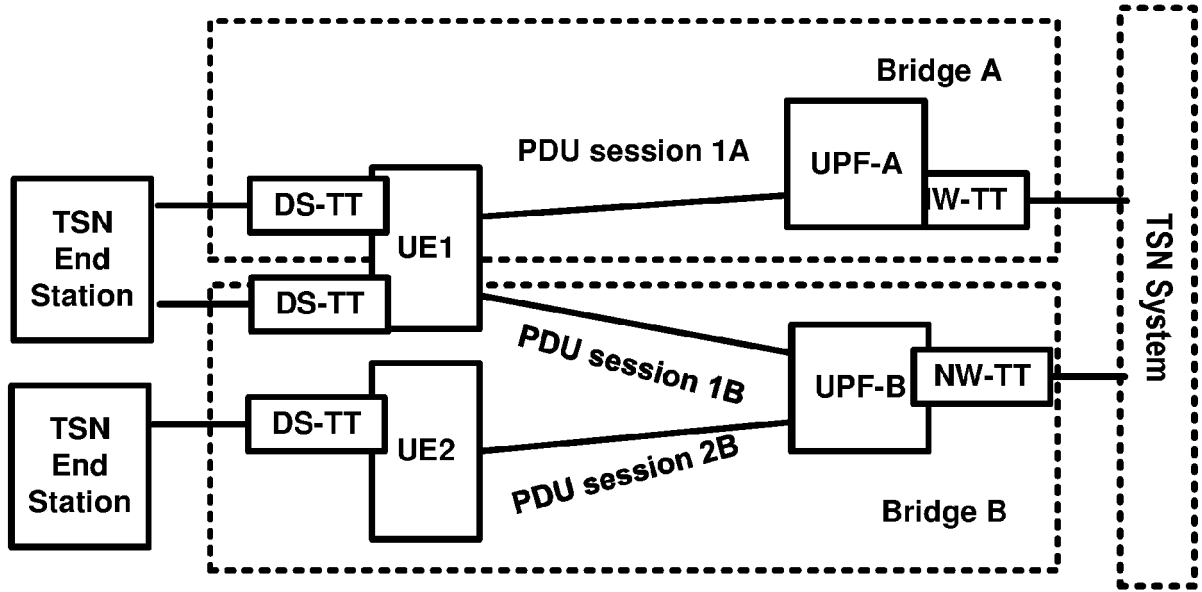 Bridge A
PDU session 1A
UPF-A
NW-TT
DS-TT
UE1
TSN
End
Station
DS-TT
PDU session 1B
UPF-B
NW-TT
TSN System
TSN
End
Station
DS-TT
UE2
PDU session 2B
Bridge B